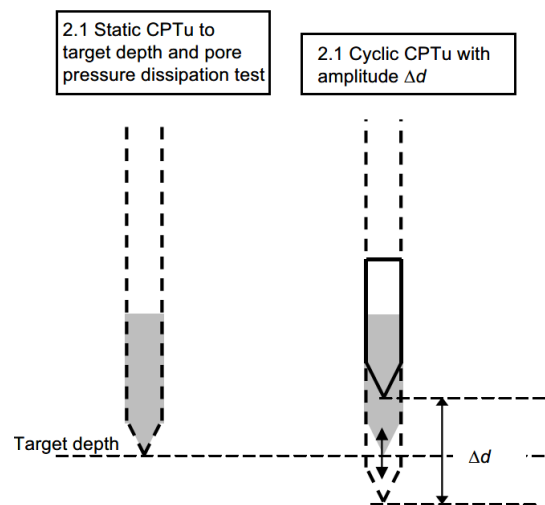 2.1 Static CPTu to
target depth and pore
pressure dissipation test
2.1 Cyclic CPTu with
amplitude Δd
Target depth
Δd